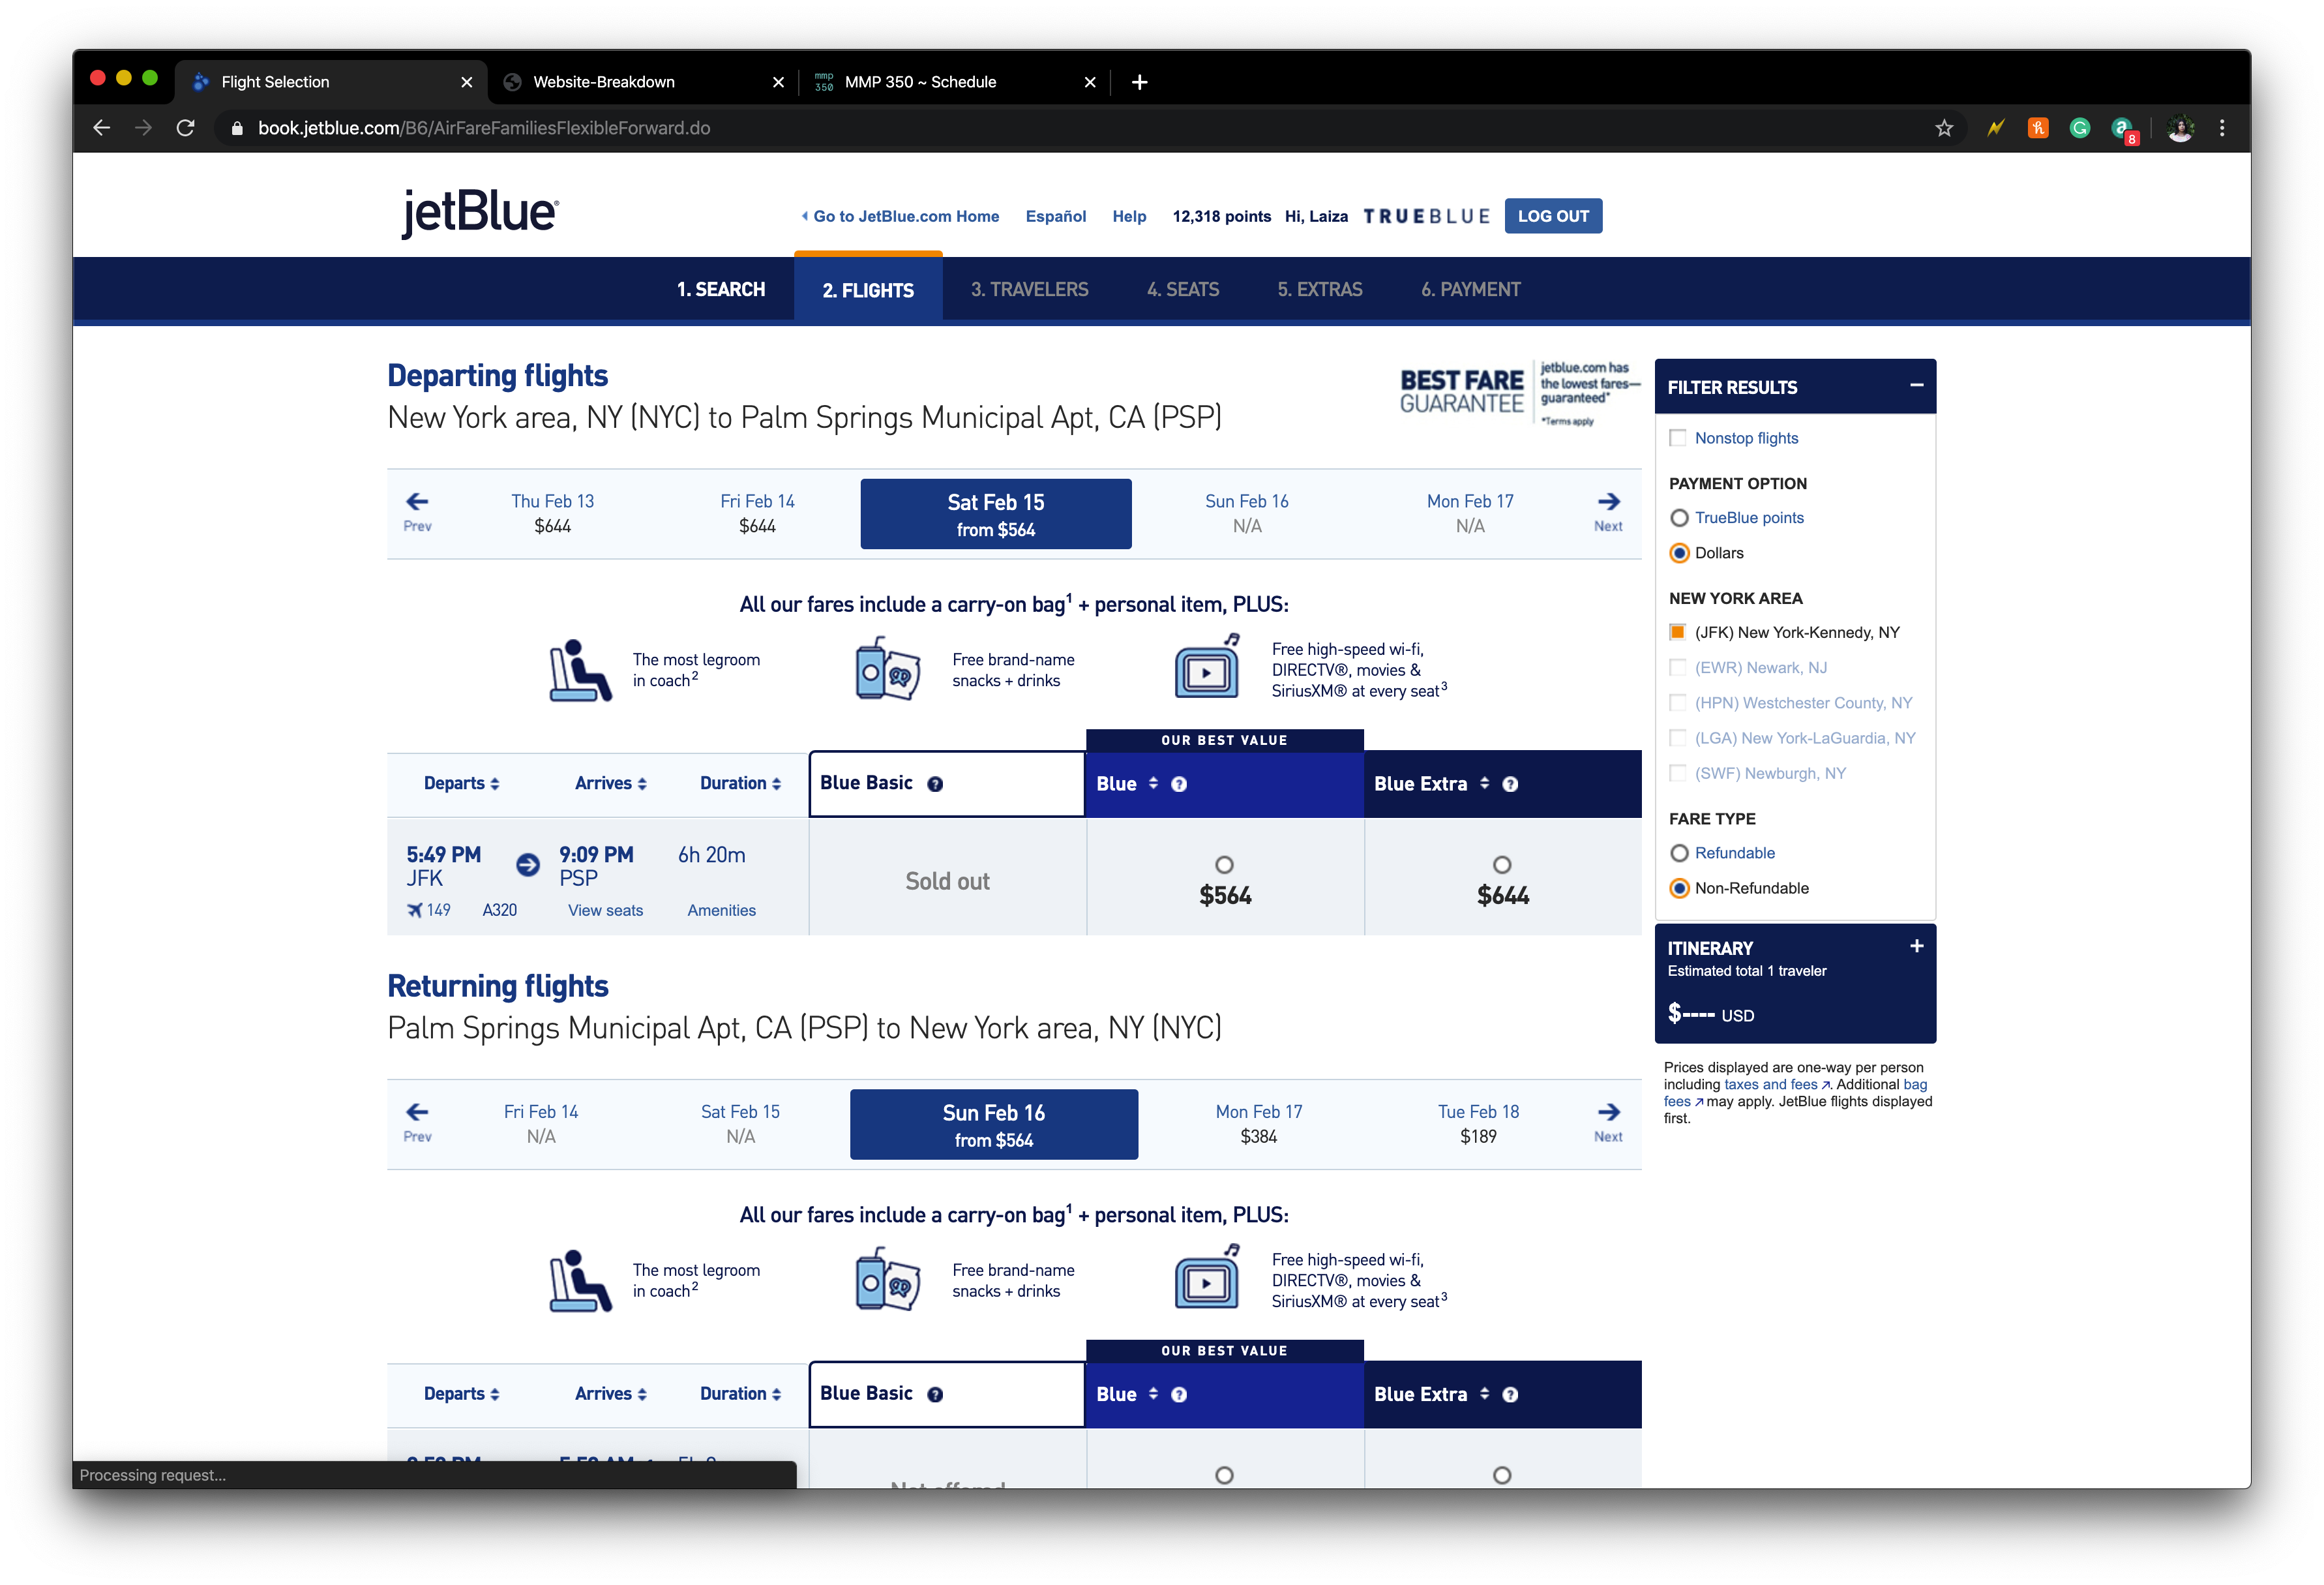 Flight Selection
Website-Breakdown
mmp 350
MMP 350 ~ Schedule
book.jetblue.com/B6/AirFareFamiliesFlexibleForward.do
8
jetBlue®
Go to JetBlue.com Home
Español
Help
12,318 points
Hi, Laiza
TRUEBLUE
LOG OUT
1. SEARCH
2. FLIGHTS
3. TRAVELERS
4. SEATS
5. EXTRAS
6. PAYMENT
Departing flights
New York area, NY (NYC) to Palm Springs Municipal Apt, CA (PSP)
BEST FARE
GUARANTEE
jetblue.com has
the lowest fares—
guaranteed*
*Terms apply
Prev
Thu Feb 13
$644
Fri Feb 14
$644
Sat Feb 15
from $564
Sun Feb 16
N/A
Mon Feb 17
N/A
Next
All our fares include a carry-on bag1 + personal item, PLUS:
The most legroom
in coach2
Free brand-name
snacks + drinks
Free high-speed wi-fi,
DIRECTV®, movies &
SiriusXM® at every seat3
OUR BEST VALUE
Departs
Arrives
Duration
Blue Basic ?
Blue ?
Blue Extra ?
5:49 PM
JFK
9:09 PM
PSP
6h 20m
149
A320
View seats
Amenities
Sold out
$564
$644
Returning flights
Palm Springs Municipal Apt, CA (PSP) to New York area, NY (NYC)
Prev
Fri Feb 14
N/A
Sat Feb 15
N/A
Sun Feb 16
from $564
Mon Feb 17
$384
Tue Feb 18
$189
Next
All our fares include a carry-on bag1 + personal item, PLUS:
The most legroom
in coach2
Free brand-name
snacks + drinks
Free high-speed wi-fi,
DIRECTV®, movies &
SiriusXM® at every seat3
OUR BEST VALUE
Departs
Arrives
Duration
Blue Basic ?
Blue ?
Blue Extra ?
FILTER RESULTS
Nonstop flights
PAYMENT OPTION
TrueBlue points
Dollars
NEW YORK AREA
(JFK) New York-Kennedy, NY
(EWR) Newark, NJ
(HPN) Westchester County, NY
(LGA) New York-LaGuardia, NY
(SWF) Newburgh, NY
FARE TYPE
Refundable
Non-Refundable
ITINERARY
Estimated total 1 traveler
$---- USD
Prices displayed are one-way per person
including taxes and fees. Additional bag
fees may apply. JetBlue flights displayed
first.
Processing request...